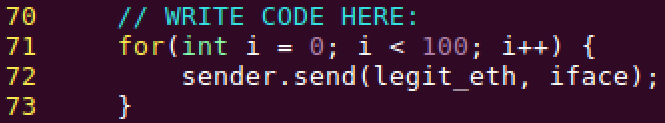 70 // WRITE CODE HERE:
71 for(int i = 0; i < 100; i++) {
72 sender.send(legit_eth, iface);
73 }